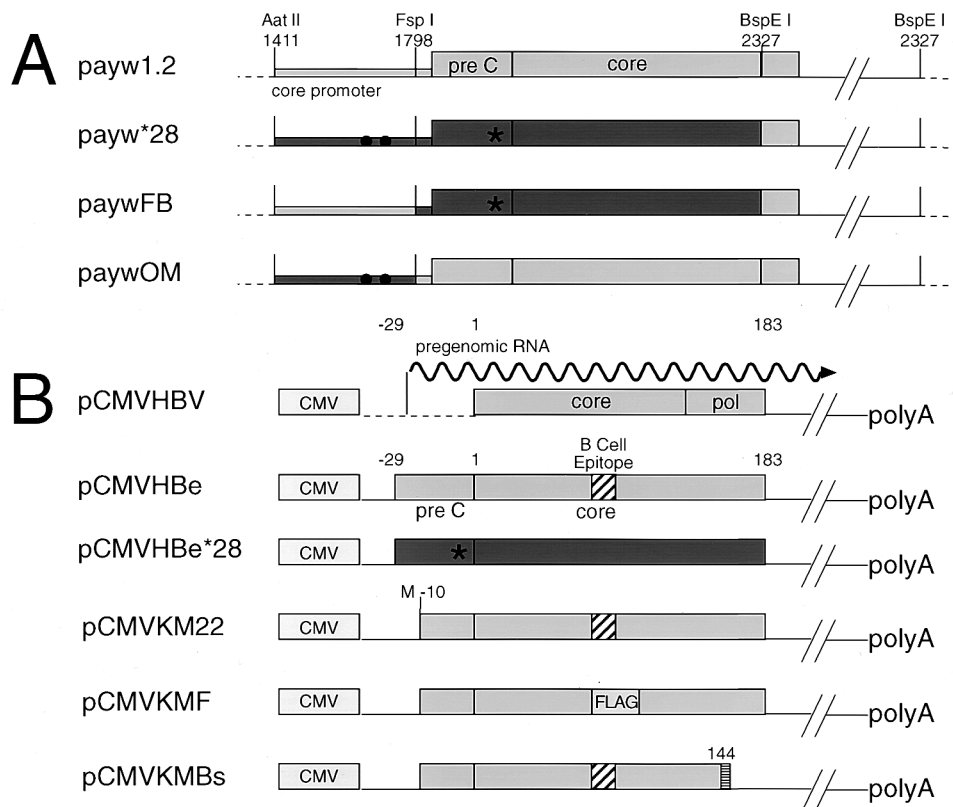 A
Aat II
Fsp I
BspE I
BspE I
1411
1798
2327
2327
payw1.2
pre C
core
core promoter
payw*28
*
paywFB
*
paywOM
-29
1
183
pregenomic RNA
B
pCMVHBV
CMV
core
pol
polyA
B Cell
Epitope
-29
1
183
pCMVHBe
CMV
polyA
pre C
core
pCMVHBe*28
CMV
*
polyA
M -10
pCMVKM22
CMV
polyA
pCMVKMF
CMV
FLAG
polyA
144
pCMVKMBs
CMV
polyA